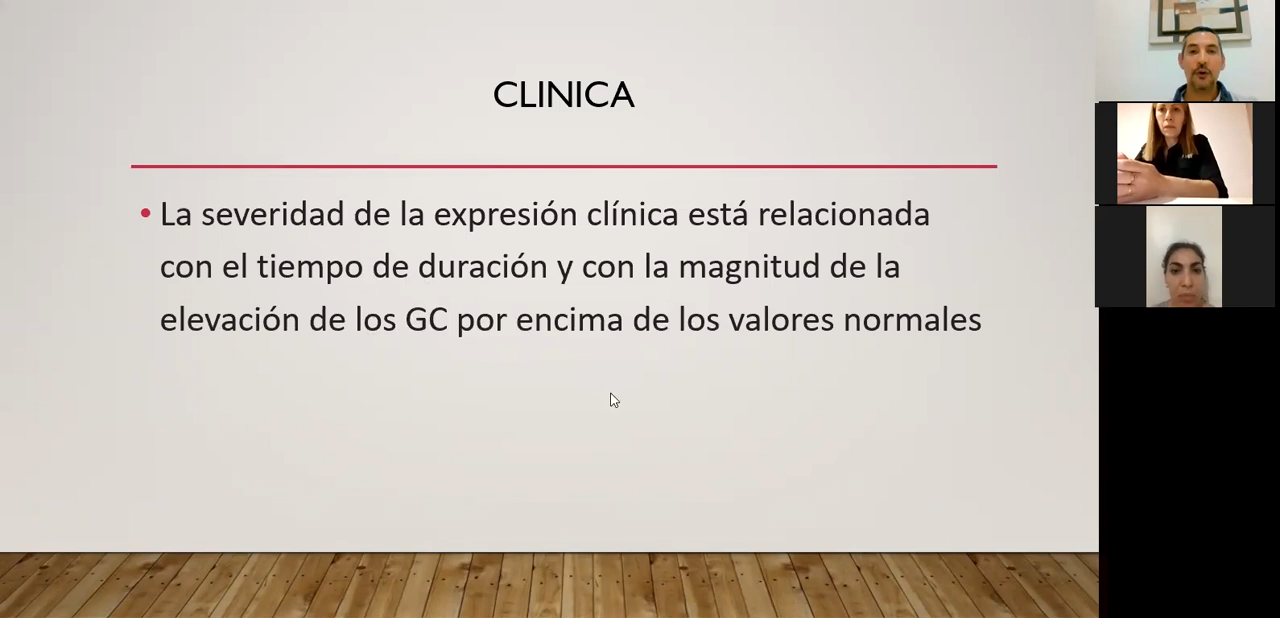 CLINICA
• La severidad de la expresión clínica está relacionada
con el tiempo de duración y con la magnitud de la
elevación de los GC por encima de los valores normales